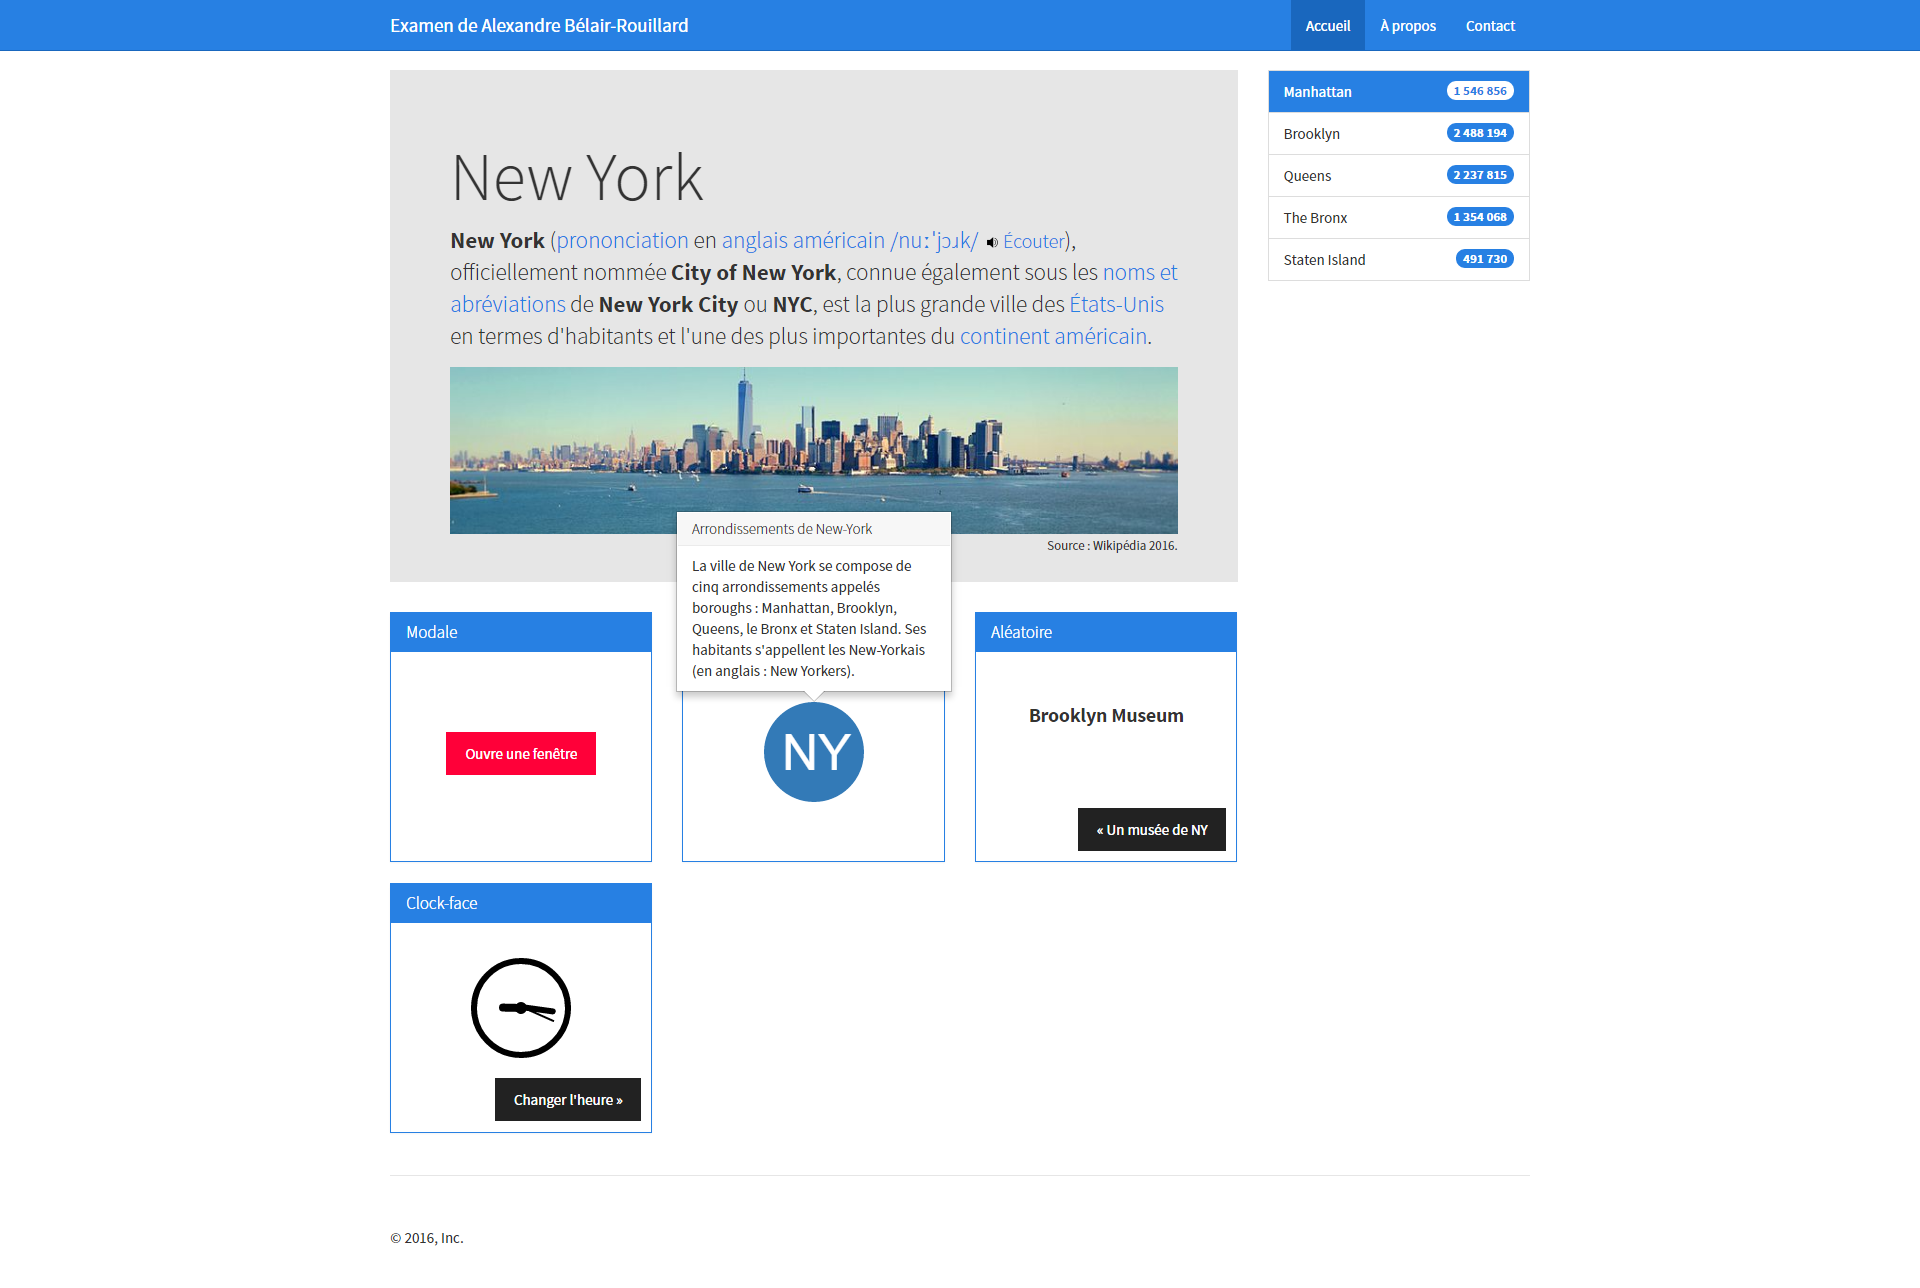 Examen de Alexandre Bélair-Rouillard
Accueil
À propos
Contact
New York
New York (prononciation en anglais américain /nuːˈjɔɹk/ Écouter),
officiellement nommée City of New York, connue également sous les noms et
abréviations de New York City ou NYC, est la plus grande ville des États-Unis
en termes d'habitants et l'une des plus importantes du continent américain.
Source : Wikipédia 2016.
Manhattan 1 546 856
Brooklyn 2 488 194
Queens 2 237 815
The Bronx 1 354 068
Staten Island 491 730
Modale
Ouvre une fenêtre
Arrondissements de New-York
La ville de New York se compose de
cinq arrondissements appelés
boroughs : Manhattan, Brooklyn,
Queens, le Bronx et Staten Island. Ses
habitants s'appellent les New-Yorkais
(en anglais : New Yorkers).
NY
Aléatoire
Brooklyn Museum
« Un musée de NY
Clock-face
Changer l'heure »
© 2016, Inc.